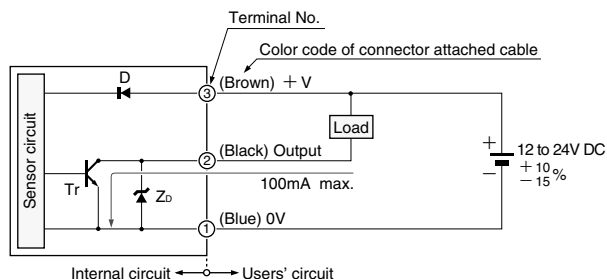 Terminal No.
Color code of connector attached cable
D
3 (Brown) + V
Load
Sensor circuit
2 (Black) Output
Tr
ZD
100mA max.
+
−
12 to 24V DC
+ 10
− 15 %
1 (Blue) 0V
Internal circuit
Users' circuit